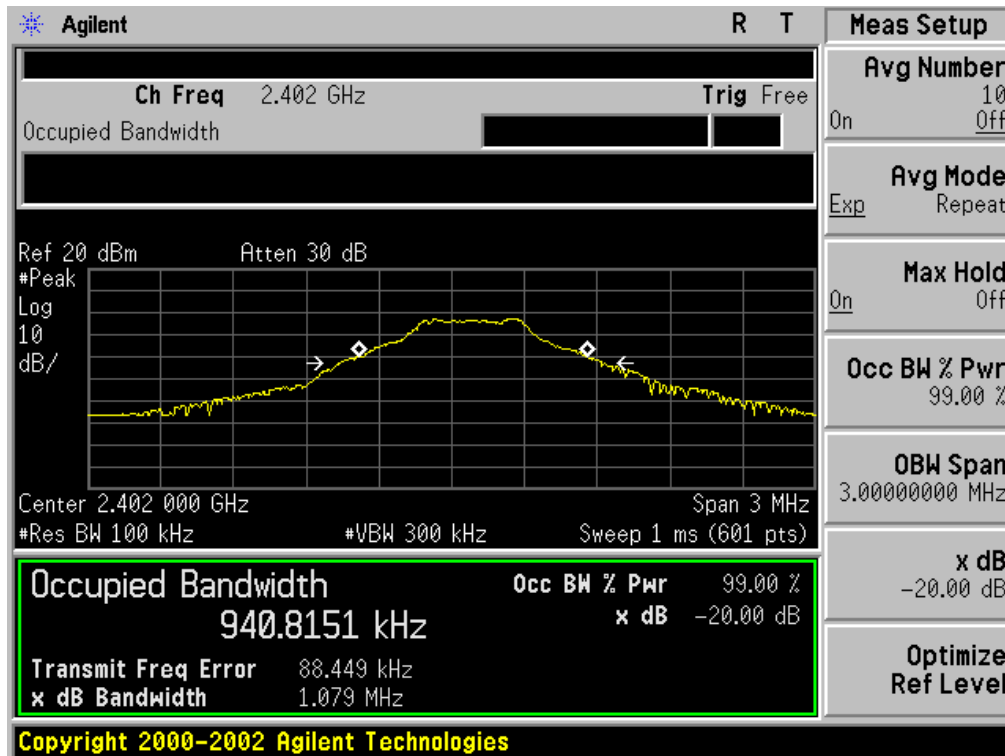 Agilent R T
Ch Freq 2.402 GHz Trig Free
Occupied Bandwidth
Ref 20 dBm Atten 30 dB
#Peak
Log
10
dB/
Center 2.402 000 GHz Span 3 MHz
#Res BW 100 kHz #VBW 300 kHz Sweep 1 ms (601 pts)
Occupied Bandwidth Occ BW % Pwr 99.00 %
940.8151 kHz x dB -20.00 dB
Transmit Freq Error 88.449 kHz
x dB Bandwidth 1.079 MHz
Copyright 2000-2002 Agilent Technologies
Meas Setup
Avg Number
10
On Off
Avg Mode
Exp Repeat
Max Hold
On Off
Occ BW % Pwr
99.00 %
OBW Span
3.00000000 MHz
x dB
-20.00 dB
Optimize
Ref Level